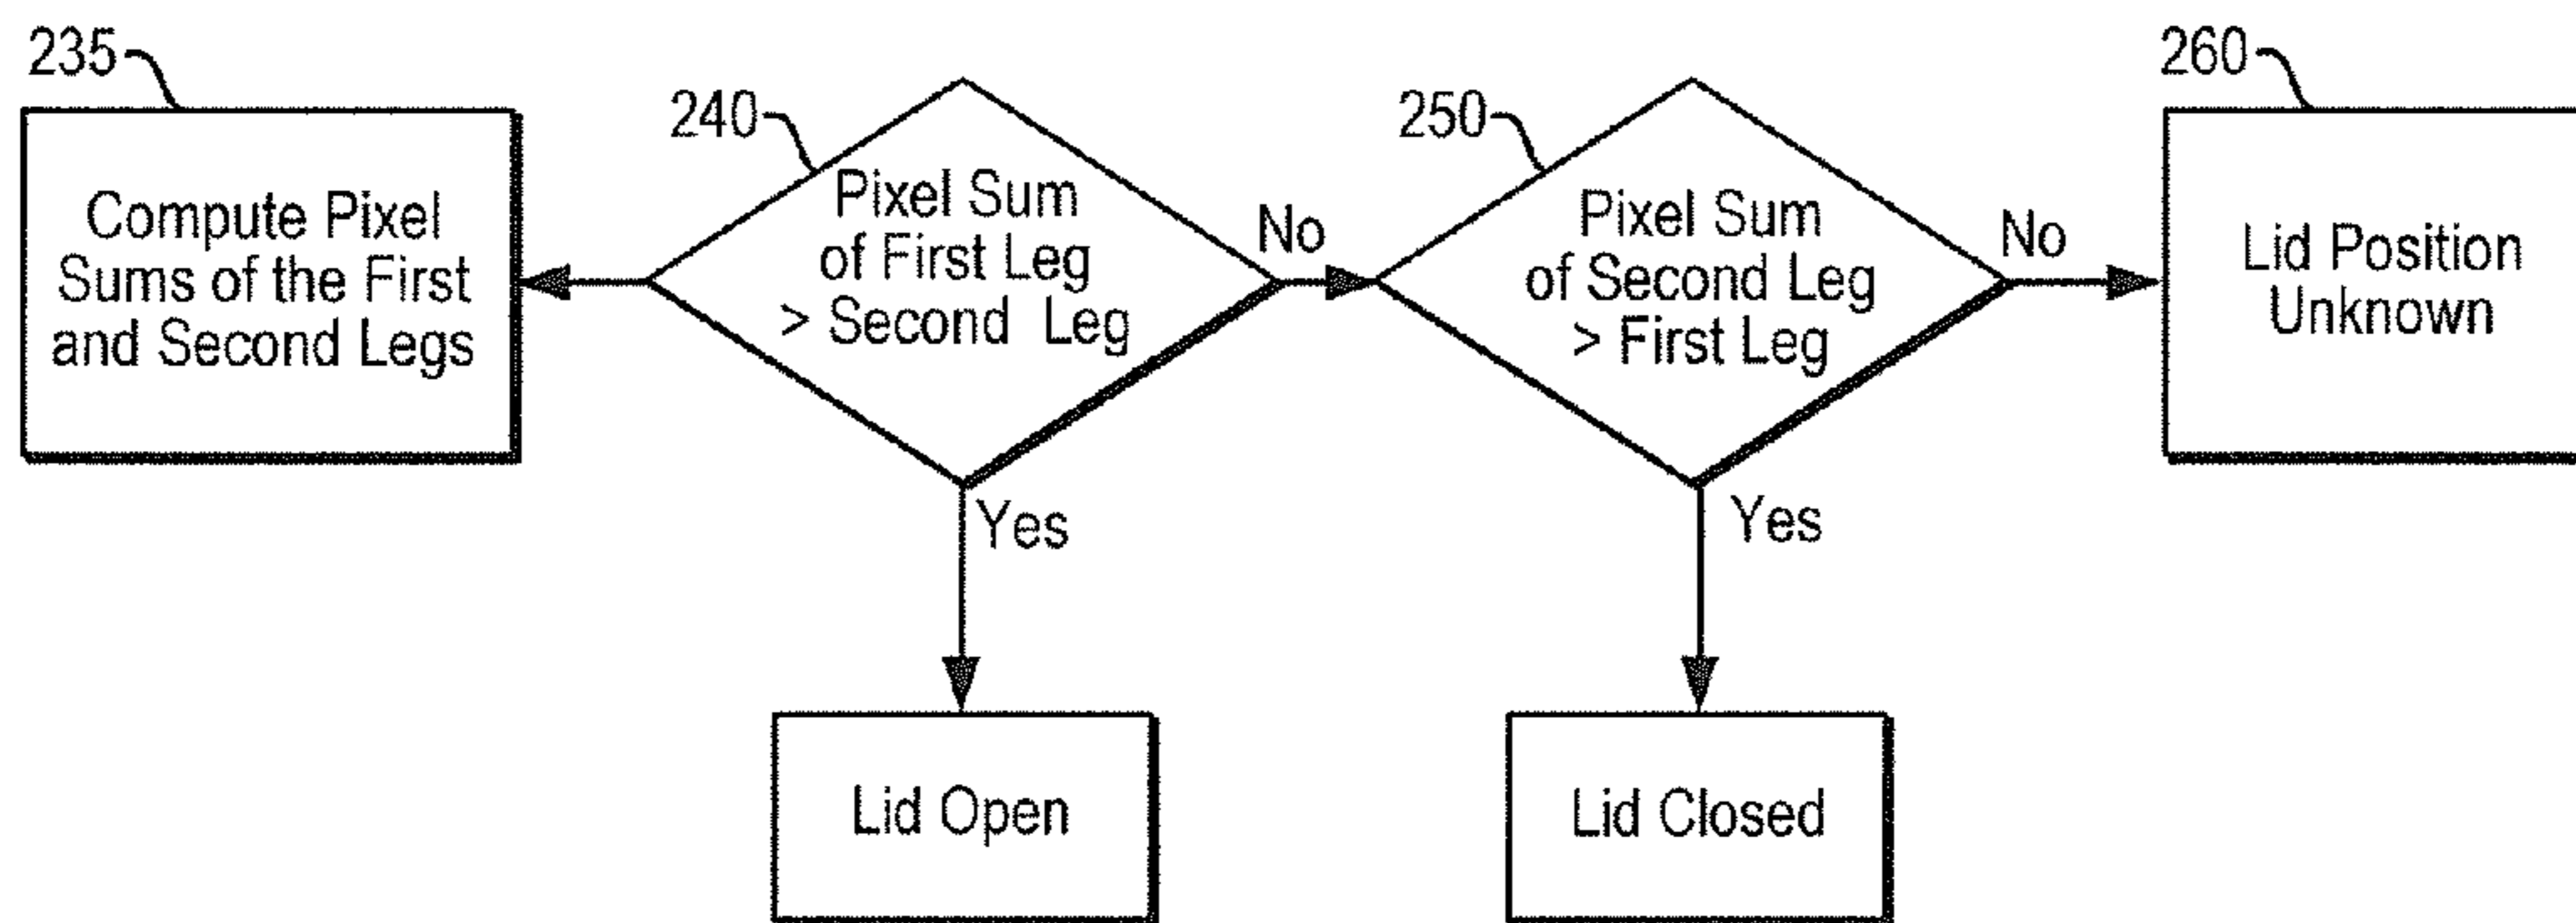 235
Compute Pixel
Sums of the First
and Second Legs
240
Pixel Sum
of First Leg
> Second Leg
No
Yes
Lid Open
250
Pixel Sum
of Second Leg
> First Leg
No
Yes
Lid Closed
260
Lid Position
Unknown